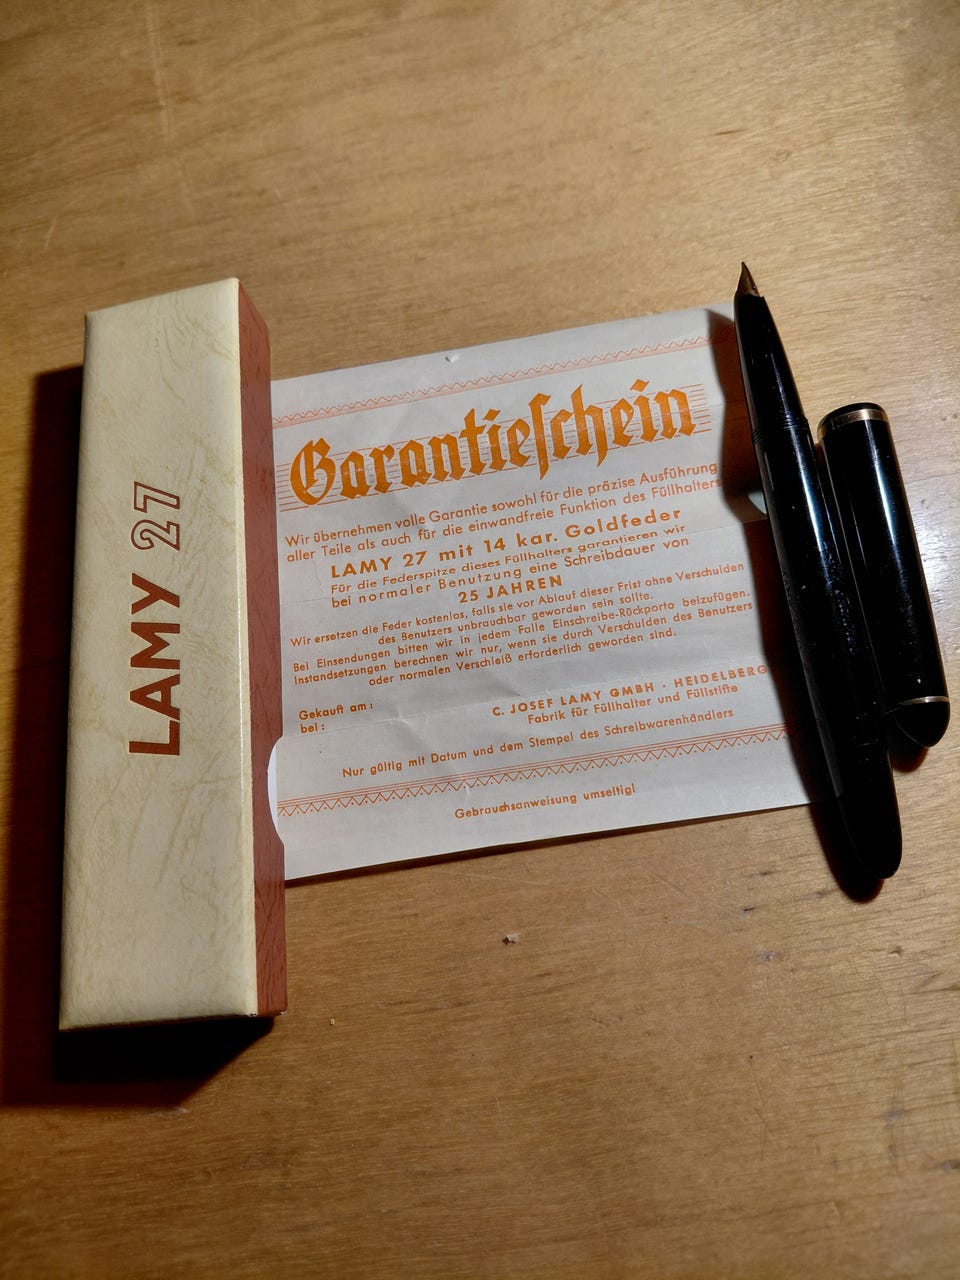 LAMY 27
Garantieſchein
Wir übernehmen volle Garantie sowohl für die präzise Ausführung
aller Teile als auch für die einwandfreie Funktion des Füllhalters
LAMY 27 mit 14 kar. Goldfeder
Für die Federspitze dieses Füllhalters garantieren wir
bei normaler Benutzung eine Schreibdauer von
25 JAHREN
Wir ersetzen die Feder kostenlos, falls sie vor Ablauf dieser Frist ohne Verschulden
des Benutzers unbrauchbar geworden sein sollte.
Bei Einsendungen bitten wir in jedem Falle Einschreibe-Rückporto beizufügen.
Instandsetzungen berechnen wir nur, wenn sie durch Verschulden des Benutzers
oder normalen Verschleiß erforderlich geworden sind.
Gekauft am:
bei:
C. JOSEF LAMY GMBH · HEIDELBERG
Fabrik für Füllhalter und Füllstifte
Nur gültig mit Datum und dem Stempel des Schreibwarenhändlers
Gebrauchsanweisung umseitig!